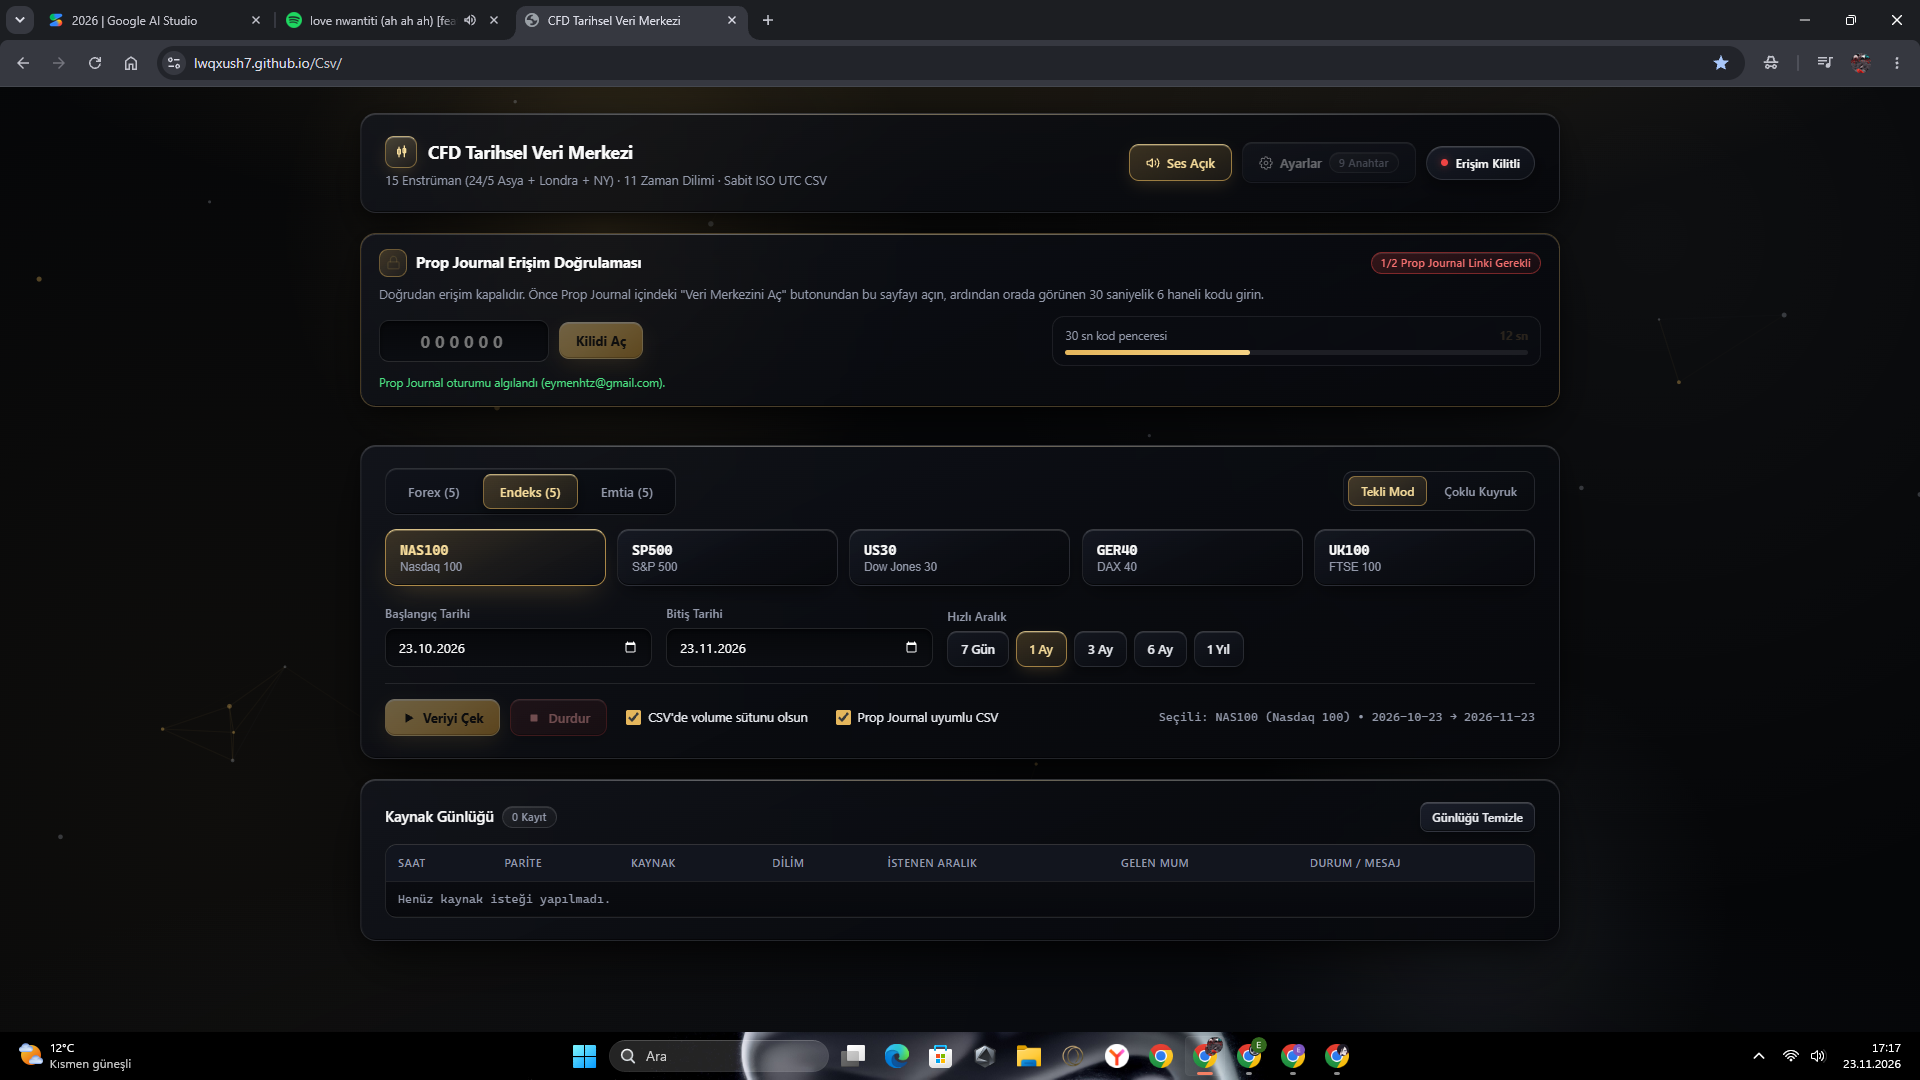 2026 | Google AI Studio
love nwantiti (ah ah ah) [fea
CFD Tarihsel Veri Merkezi
lwqxush7.github.io/Csv/
CFD Tarihsel Veri Merkezi
15 Enstrüman (24/5 Asya + Londra + NY) · 11 Zaman Dilimi · Sabit ISO UTC CSV
Ses Açık
Ayarlar
9 Anahtar
Erişim Kilitli
Prop Journal Erişim Doğrulaması
1/2 Prop Journal Linki Gerekli
Doğrudan erişim kapalıdır. Önce Prop Journal içindeki "Veri Merkezini Aç" butonundan bu sayfayı açın, ardından orada görünen 30 saniyelik 6 haneli kodu girin.
000000
Kilidi Aç
30 sn kod penceresi
12 sn
Prop Journal oturumu algılandı (eymenhtz@gmail.com).
Forex (5)
Endeks (5)
Emtia (5)
Tekli Mod
Çoklu Kuyruk
NAS100
Nasdaq 100
SP500
S&P 500
US30
Dow Jones 30
GER40
DAX 40
UK100
FTSE 100
Başlangıç Tarihi
Bitiş Tarihi
Hızlı Aralık
23.10.2026
23.11.2026
7 Gün
1 Ay
3 Ay
6 Ay
1 Yıl
Veriyi Çek
Durdur
CSV'de volume sütunu olsun
Prop Journal uyumlu CSV
Seçili: NAS100 (Nasdaq 100) • 2026-10-23 → 2026-11-23
Kaynak Günlüğü
0 Kayıt
Günlüğü Temizle
SAAT PARİTE KAYNAK DİLİM İSTENEN ARALIK GELEN MUM DURUM / MESAJ
Henüz kaynak isteği yapılmadı.
12°C
Kısmen güneşli
Ara
17:17
23.11.2026